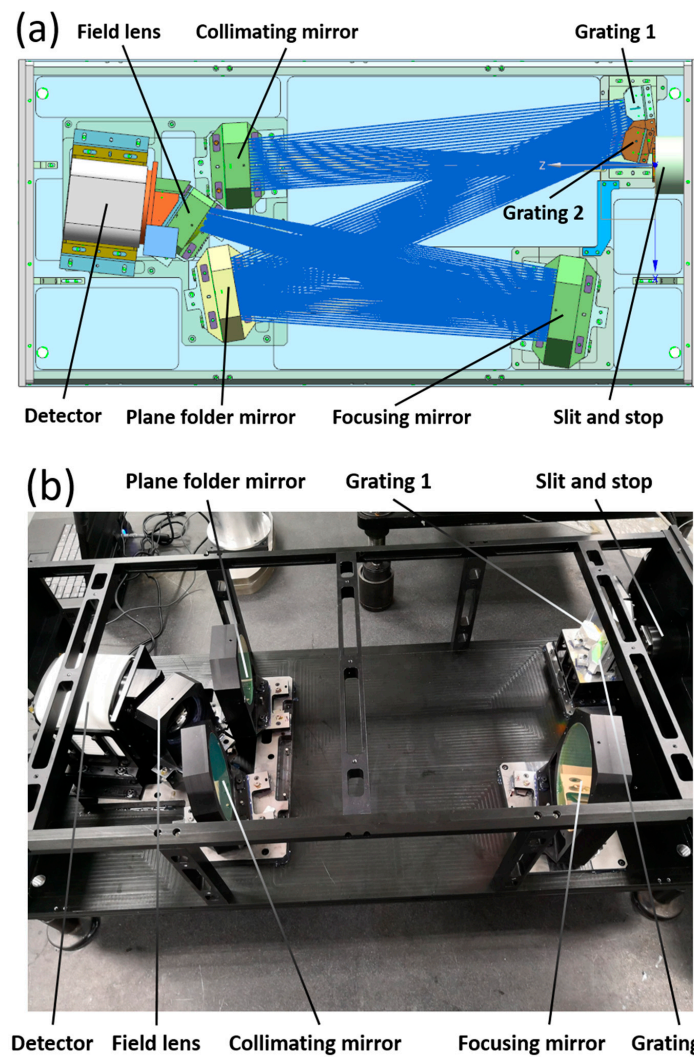 (a)
Field lens Collimating mirror Grating 1
Z
Grating 2
Detector Plane folder mirror Focusing mirror Slit and stop
(b)
Plane folder mirror Grating 1 Slit and stop
Detector Field lens Collimating mirror Focusing mirror Grating